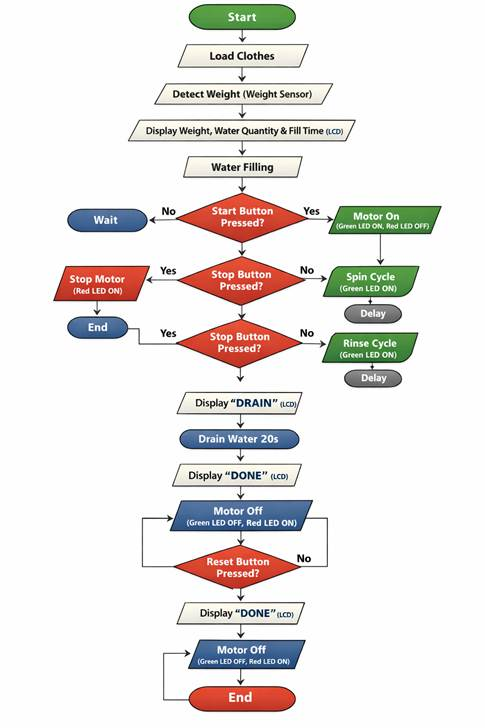 Start
Load Clothes
Detect Weight (Weight Sensor)
Display Weight, Water Quantity & Fill Time (LCD)
Water Filling
Start Button
Pressed?
No
Yes
Wait
Motor On
(Green LED ON, Red LED OFF)
Stop Button
Pressed?
Yes
No
Stop Motor
(Red LED ON)
Spin Cycle
(Green LED ON)
Delay
End
Stop Button
Pressed?
Yes
No
Rinse Cycle
(Green LED ON)
Delay
Display "DRAIN" (LCD)
Drain Water 20s
Display "DONE" (LCD)
Motor Off
(Green LED OFF, Red LED ON)
Reset Button
Pressed?
No
Display "DONE" (LCD)
Motor Off
(Green LED OFF, Red LED ON)
End